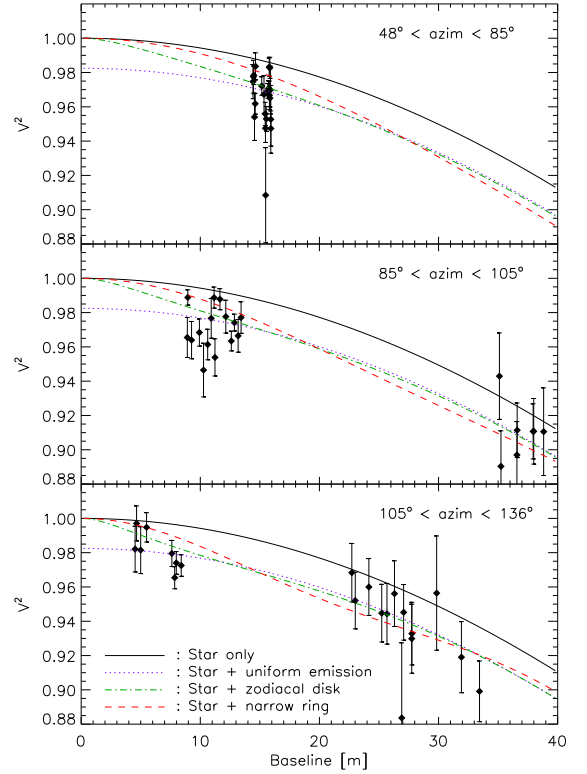 48° < azim < 85°
1.00
0.98
0.96
0.94
0.92
0.90
0.88
V²
85° < azim < 105°
1.00
0.98
0.96
0.94
0.92
0.90
0.88
V²
105° < azim < 136°
1.00
0.98
0.96
0.94
0.92
0.90
0.88
V²
: Star only
: Star + uniform emission
: Star + zodiacal disk
: Star + narrow ring
0 10 20 30 40
Baseline [m]